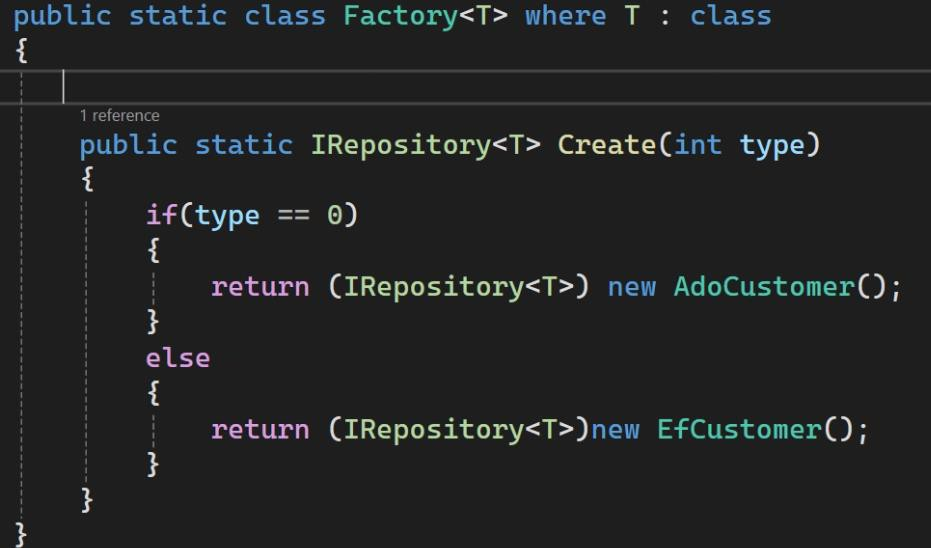 public static class Factory<T> where T : class
{
1 reference
public static IRepository<T> Create(int type)
{
if(type == 0)
{
return (IRepository<T>) new AdoCustomer();
}
else
{
return (IRepository<T>)new EfCustomer();
}
}
}